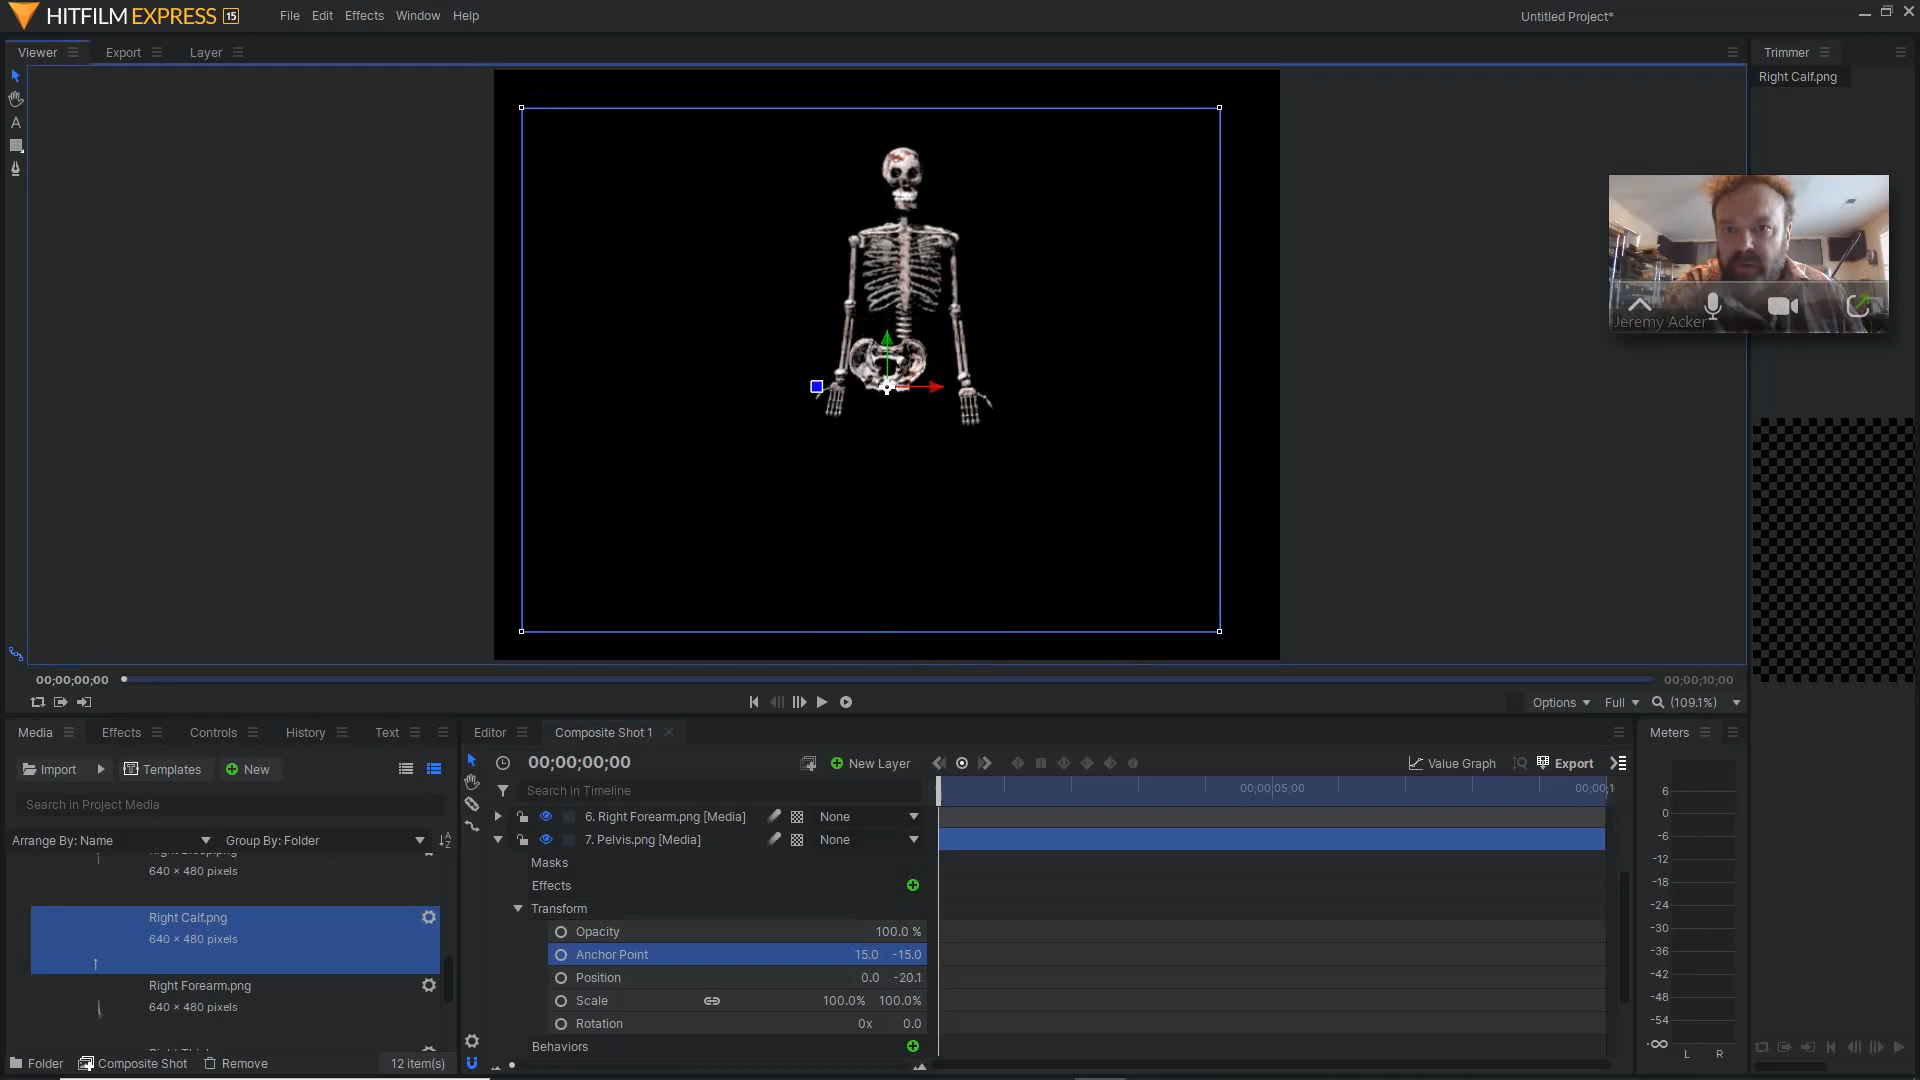 HITFILM EXPRESS 15
File Edit Effects Window Help
Untitled Project*
Viewer Export Layer
Trimmer
Right Calf.png
Jeremy Acker
00;00;00;00
00;00;10;00
Options Full (109.1%)
Media Effects Controls History Text
Editor Composite Shot 1
Meters
Import Templates New
00;00;00;00
New Layer
Value Graph
Export
Search in Project Media
Search in Timeline
00;00;05;00
Arrange By: Name
Group By: Folder
640 × 480 pixels
Right Calf.png
640 × 480 pixels
Right Forearm.png
640 × 480 pixels
Folder Composite Shot Remove 12 item(s)
6. Right Forearm.png [Media] None
7. Pelvis.png [Media] None
Masks
Effects
Transform
Opacity 100.0 %
Anchor Point 15.0 -15.0
Position 0.0 -20.1
Scale 100.0% 100.0%
Rotation 0x 0.0
Behaviors
6
0
-6
-12
-18
-24
-30
-36
-42
-48
-54
-∞
L R